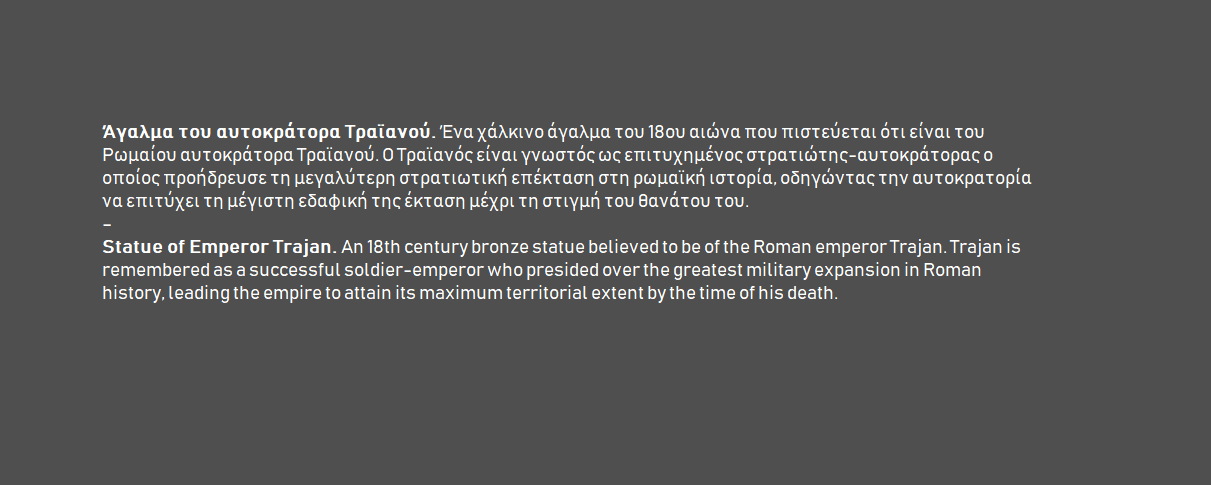 Άγαλμα του αυτοκράτορα Τραϊανού. Ένα χάλκινο άγαλμα του 18ου αιώνα που πιστεύεται ότι είναι του
Ρωμαίου αυτοκράτορα Τραϊανού. Ο Τραϊανός είναι γνωστός ως επιτυχημένος στρατιώτης-αυτοκράτορας ο
οποίος προήδρευσε τη μεγαλύτερη στρατιωτική επέκταση στη ρωμαϊκή ιστορία, οδηγώντας την αυτοκρατορία
να επιτύχει τη μέγιστη εδαφική της έκταση μέχρι τη στιγμή του θανάτου του.
–
Statue of Emperor Trajan. An 18th century bronze statue believed to be of the Roman emperor Trajan. Trajan is
remembered as a successful soldier-emperor who presided over the greatest military expansion in Roman
history, leading the empire to attain its maximum territorial extent by the time of his death.